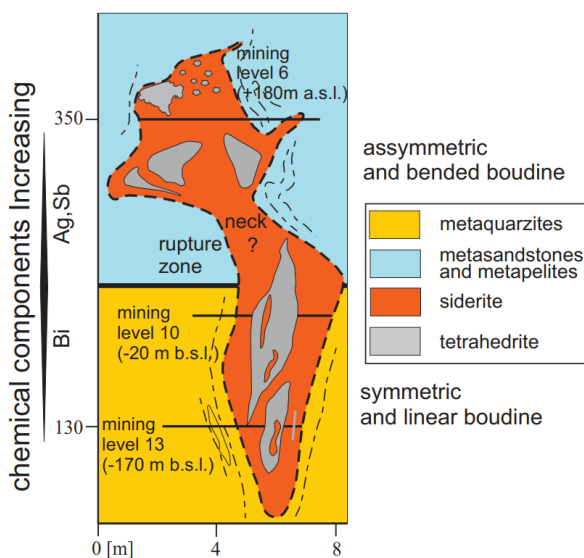 chemical components Increasing
Ag,Sb
Bi
350
130
mining
level 6
(+180m a.s.l.)
neck
?
rupture
zone
mining
level 10
(-20 m b.s.l,)
mining
level 13
(-170 m b.s.l.)
0 [m]
4
8
assymmetric
and bended boudine
metaquarzites
metasandstones
and metapelites
siderite
tetrahedrite
symmetric
and linear boudine